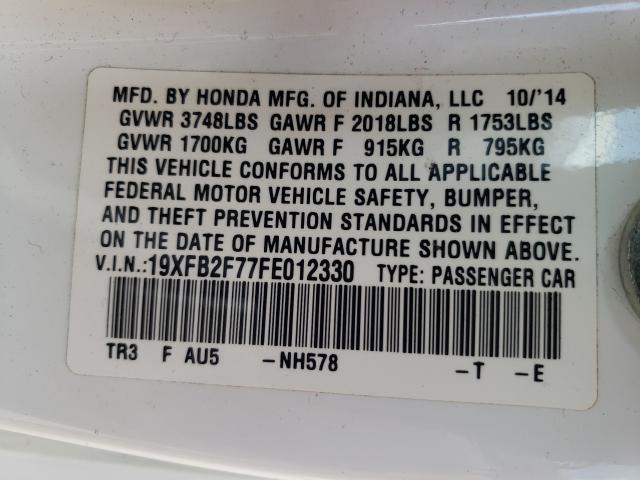 MFD. BY HONDA MFG. OF INDIANA, LLC 10/'14
GVWR 3748LBS GAWR F 2018LBS R 1753LBS
GVWR 1700KG GAWR F 915KG R 795KG
THIS VEHICLE CONFORMS TO ALL APPLICABLE
FEDERAL MOTOR VEHICLE SAFETY, BUMPER,
AND THEFT PREVENTION STANDARDS IN EFFECT
ON THE DATE OF MANUFACTURE SHOWN ABOVE.
V.I.N.:19XFB2F77FE012330 TYPE: PASSENGER CAR
TR3 F AU5 -NH578 -T -E